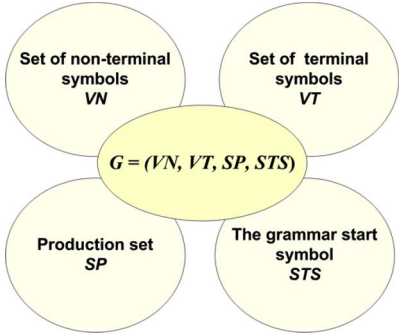 Set of non-terminal
symbols
VN
Set of terminal
symbols
VT
G = (VN, VT, SP, STS)
Production set
SP
The grammar start
symbol
STS